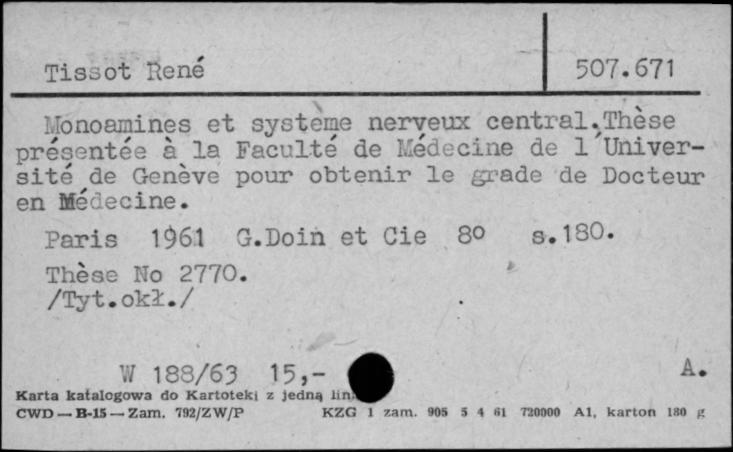 Tissot René 507.671
Monoamines et système nerveux central.Thèse
présentée à la Faculté de Médecine de l'Univer-
sité de Genève pour obtenir le grade de Docteur
en Médecine.
Paris 1961 G.Doin et Cie 8o s.180.
Thèse No 2770.
/Tyt.okł./
W 188/63 15,- A.
Karta katalogowa do Kartoteki z jedną
CWD — B-15 — Zam. 792/ZW/P KZG 1 zam. 905 5 4 61 720000 A1, karton 180 g